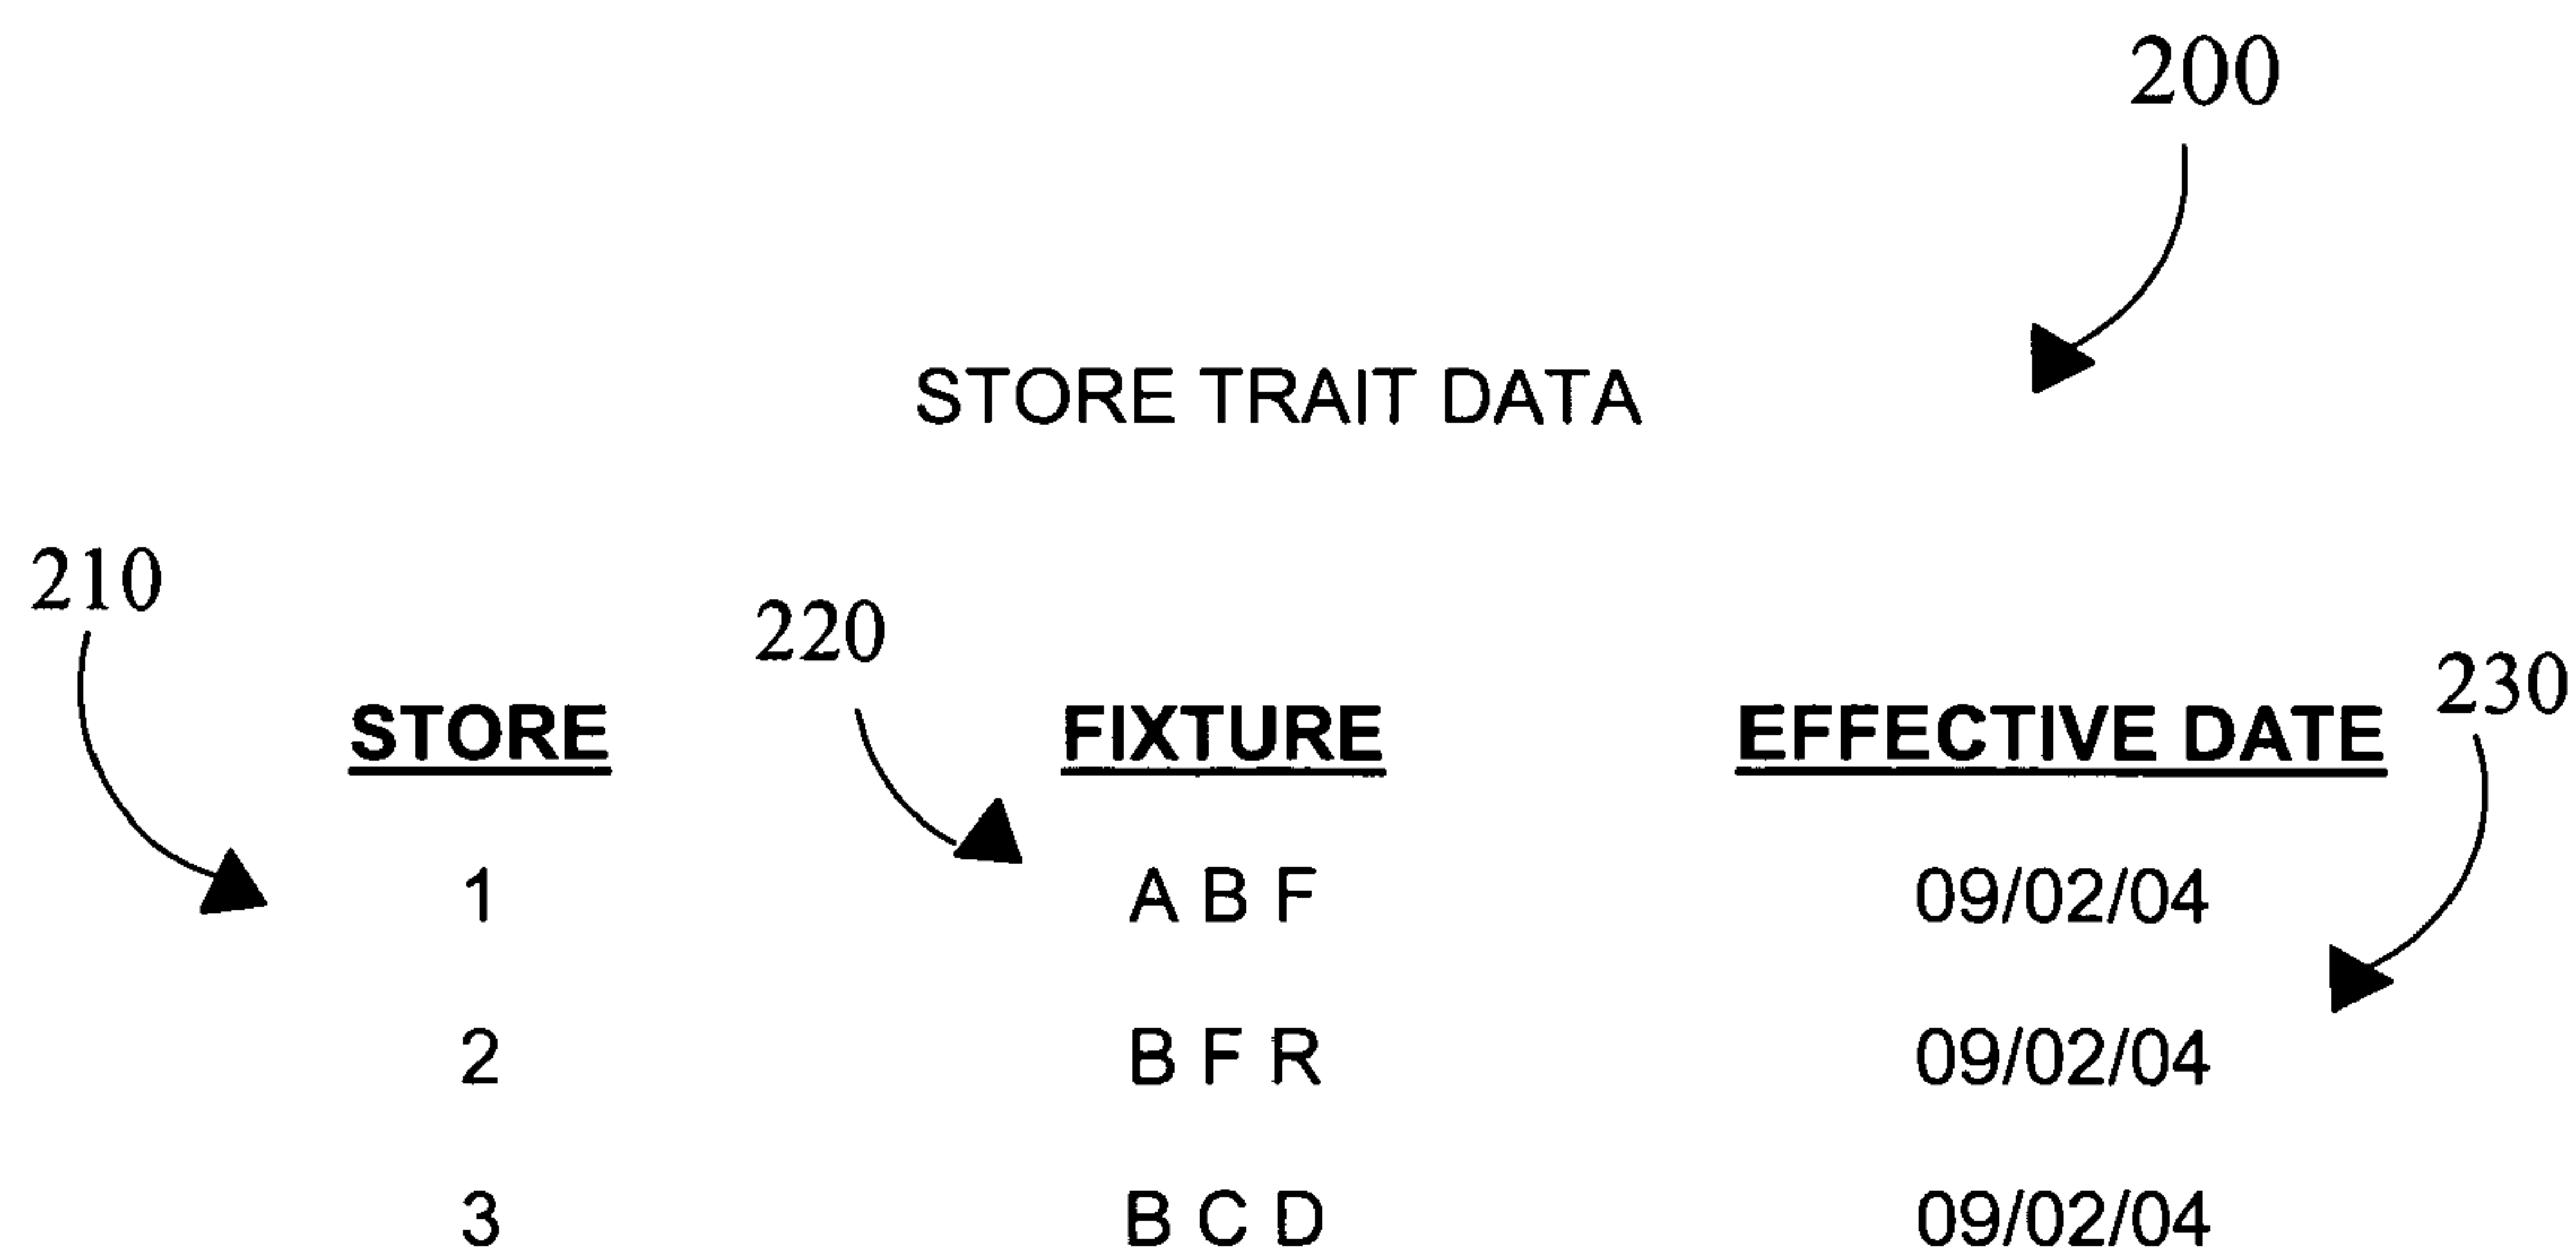 200
STORE TRAIT DATA
210
220
230
STORE FIXTURE EFFECTIVE DATE
1 A B F 09/02/04
2 B F R 09/02/04
3 B C D 09/02/04